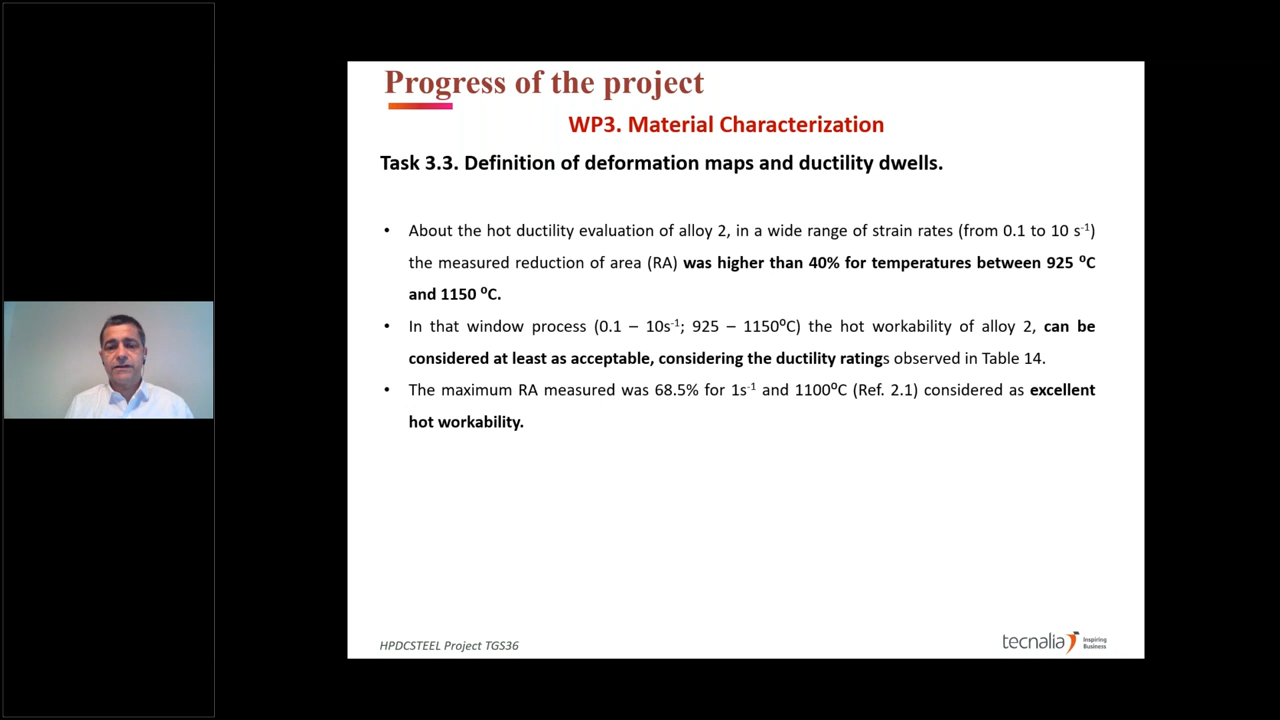 Progress of the project
WP3. Material Characterization
Task 3.3. Definition of deformation maps and ductility dwells.
• About the hot ductility evaluation of alloy 2, in a wide range of strain rates (from 0.1 to 10 s⁻¹)
the measured reduction of area (RA) was higher than 40% for temperatures between 925 ºC
and 1150 ºC.
• In that window process (0.1 – 10s⁻¹; 925 – 1150ºC) the hot workability of alloy 2, can be
considered at least as acceptable, considering the ductility ratings observed in Table 14.
• The maximum RA measured was 68.5% for 1s⁻¹ and 1100ºC (Ref. 2.1) considered as excellent
hot workability.
HPDCSTEEL Project TGS36
tecnalia Inspiring
Business